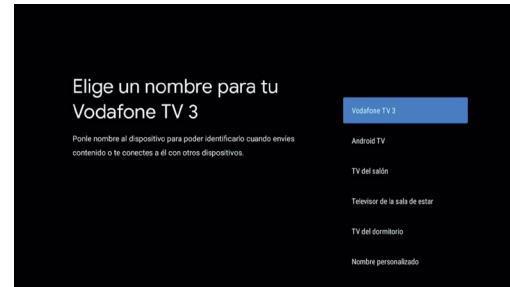 Elige un nombre para tu
Vodafone TV 3
Ponle nombre al dispositivo para poder identificarlo cuando envíes
contenido o te conectes a él con otros dispositivos.
Vodafone TV 3
Android TV
TV del salón
Televisor de la sala de estar
TV del dormitorio
Nombre personalizado